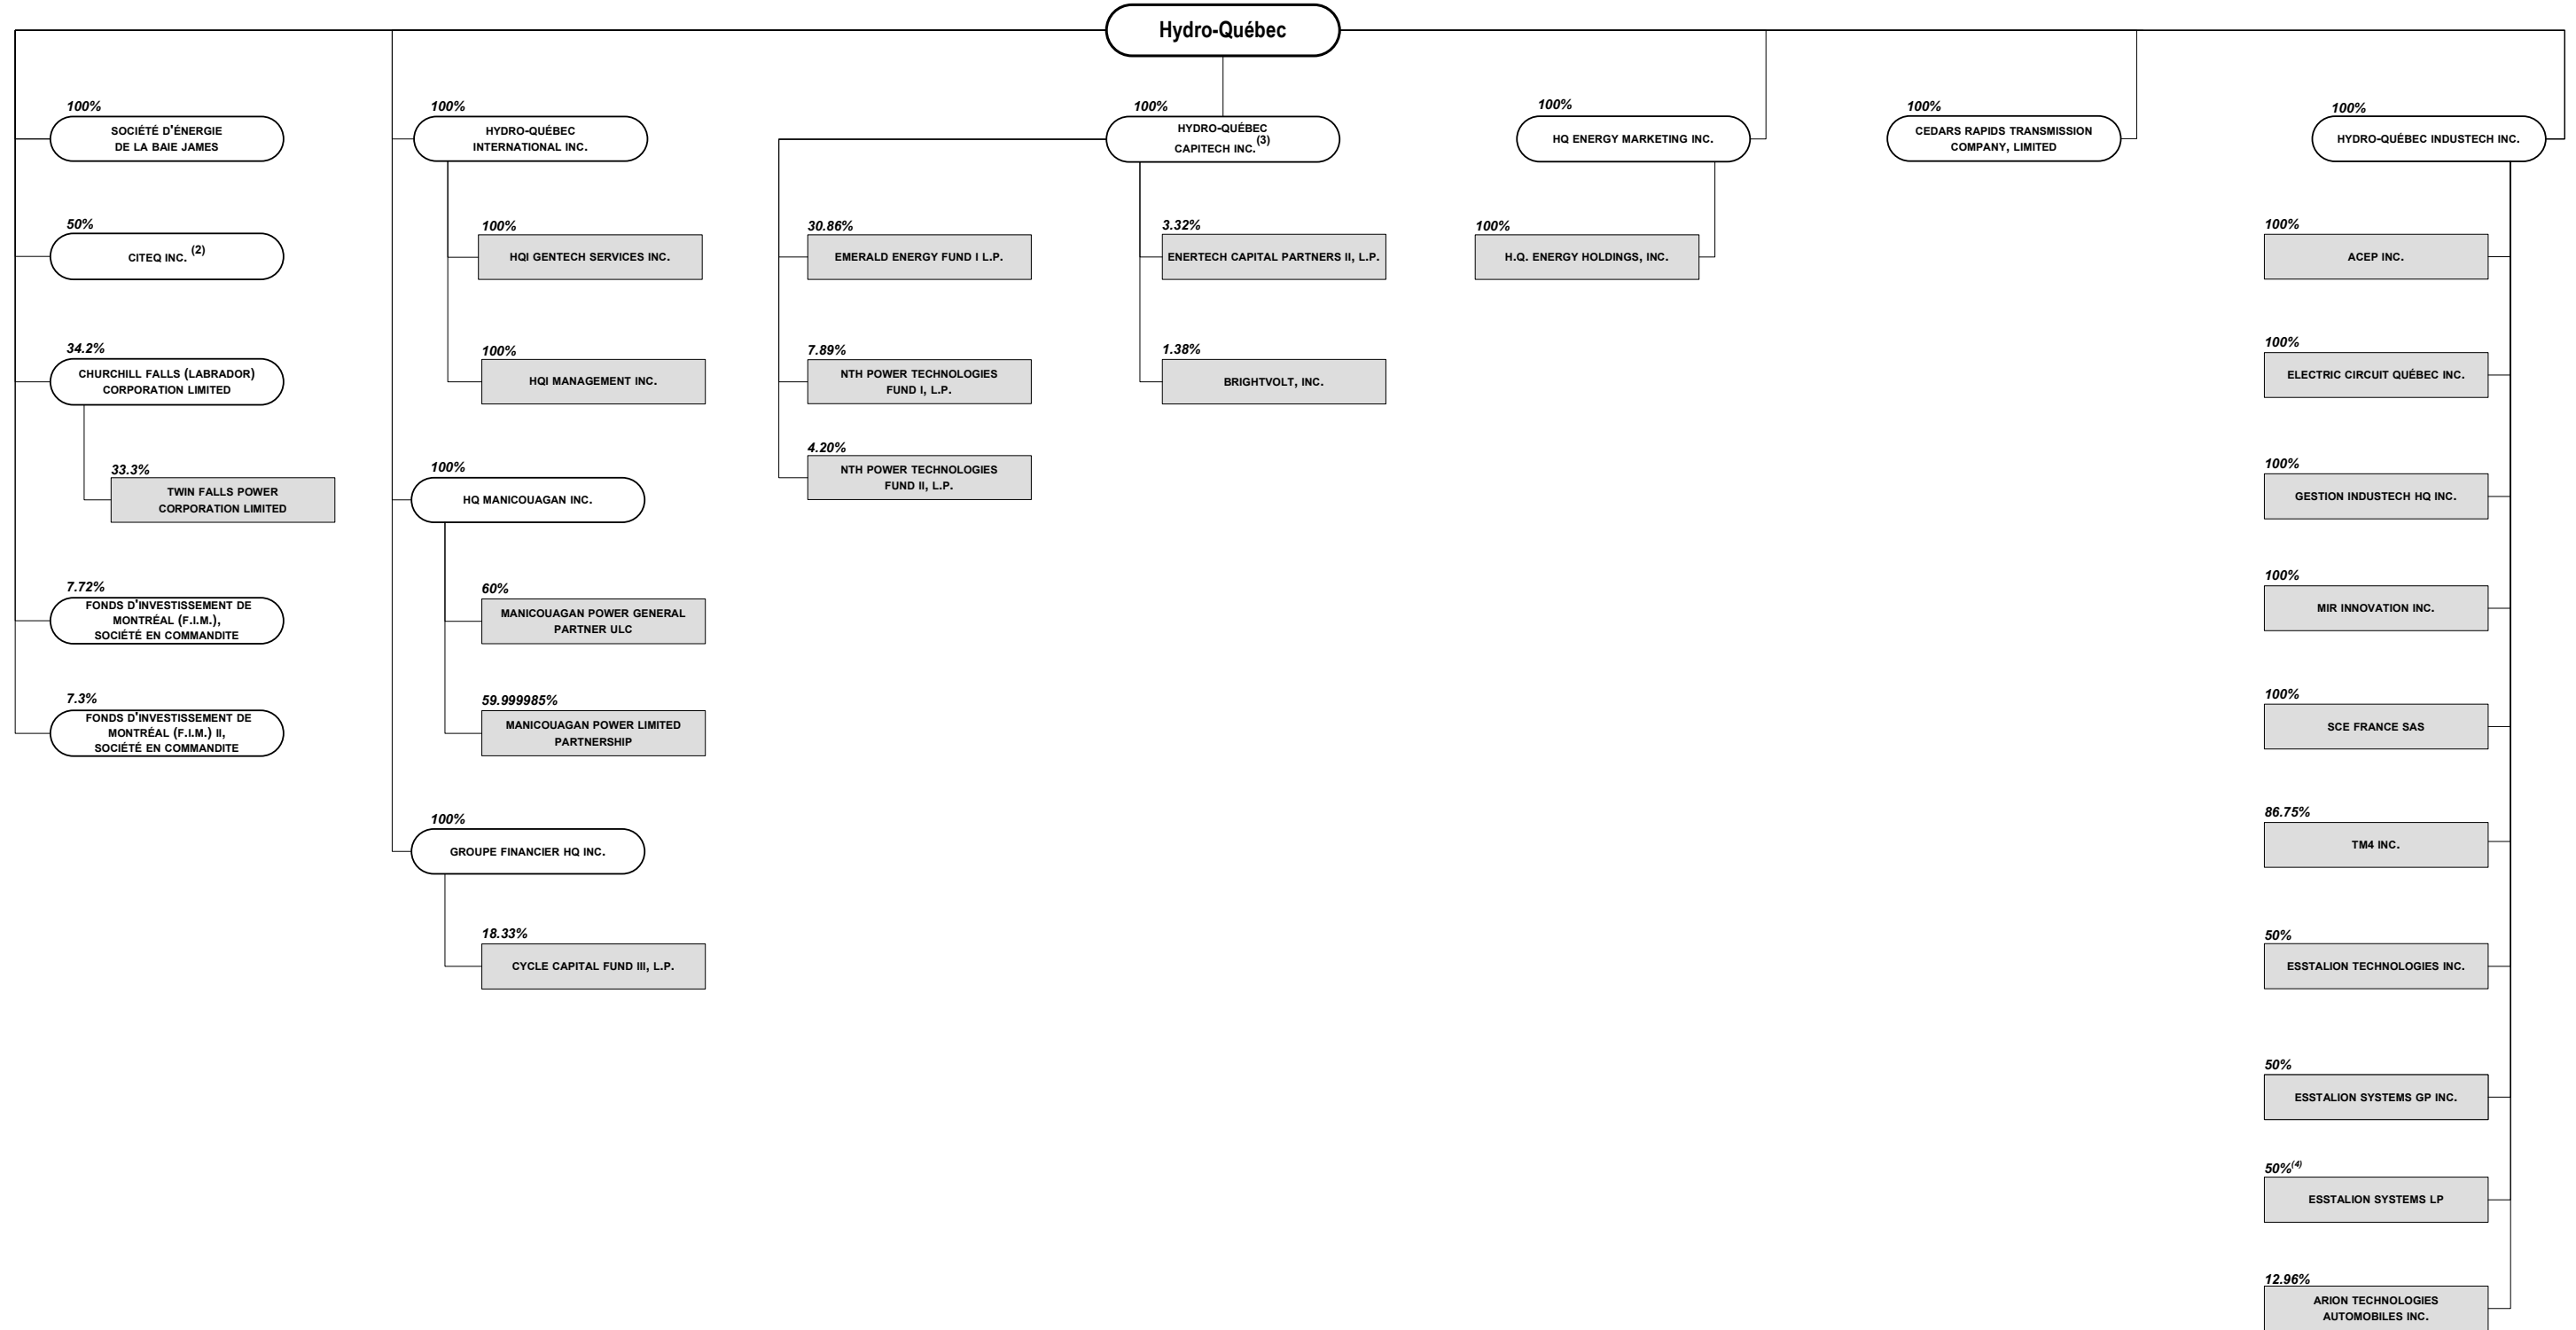 Hydro-Québec
100%
SOCIÉTÉ D'ÉNERGIE
DE LA BAIE JAMES
50%
CITEQ INC. (2)
34.2%
CHURCHILL FALLS (LABRADOR)
CORPORATION LIMITED
33.3%
TWIN FALLS POWER
CORPORATION LIMITED
7.72%
FONDS D'INVESTISSEMENT DE
MONTRÉAL (F.I.M.),
SOCIÉTÉ EN COMMANDITE
7.3%
FONDS D'INVESTISSEMENT DE
MONTRÉAL (F.I.M.) II,
SOCIÉTÉ EN COMMANDITE
100%
HYDRO-QUÉBEC
INTERNATIONAL INC.
100%
HQI GENTECH SERVICES INC.
100%
HQI MANAGEMENT INC.
100%
HQ MANICOUAGAN INC.
60%
MANICOUAGAN POWER GENERAL
PARTNER ULC
59.999985%
MANICOUAGAN POWER LIMITED
PARTNERSHIP
100%
GROUPE FINANCIER HQ INC.
18.33%
CYCLE CAPITAL FUND III, L.P.
100%
HYDRO-QUÉBEC
CAPITECH INC. (3)
30.86%
EMERALD ENERGY FUND I L.P.
7.89%
NTH POWER TECHNOLOGIES
FUND I, L.P.
4.20%
NTH POWER TECHNOLOGIES
FUND II, L.P.
3.32%
ENERTECH CAPITAL PARTNERS II, L.P.
1.38%
BRIGHTVOLT, INC.
100%
HQ ENERGY MARKETING INC.
100%
H.Q. ENERGY HOLDINGS, INC.
100%
CEDARS RAPIDS TRANSMISSION
COMPANY, LIMITED
100%
HYDRO-QUÉBEC INDUSTECH INC.
100%
ACEP INC.
100%
ELECTRIC CIRCUIT QUÉBEC INC.
100%
GESTION INDUSTECH HQ INC.
100%
MIR INNOVATION INC.
100%
SCE FRANCE SAS
86.75%
TM4 INC.
50%
ESSTALION TECHNOLOGIES INC.
50%
ESSTALION SYSTEMS GP INC.
50% (4)
ESSTALION SYSTEMS LP
12.96%
ARION TECHNOLOGIES
AUTOMOBILES INC.